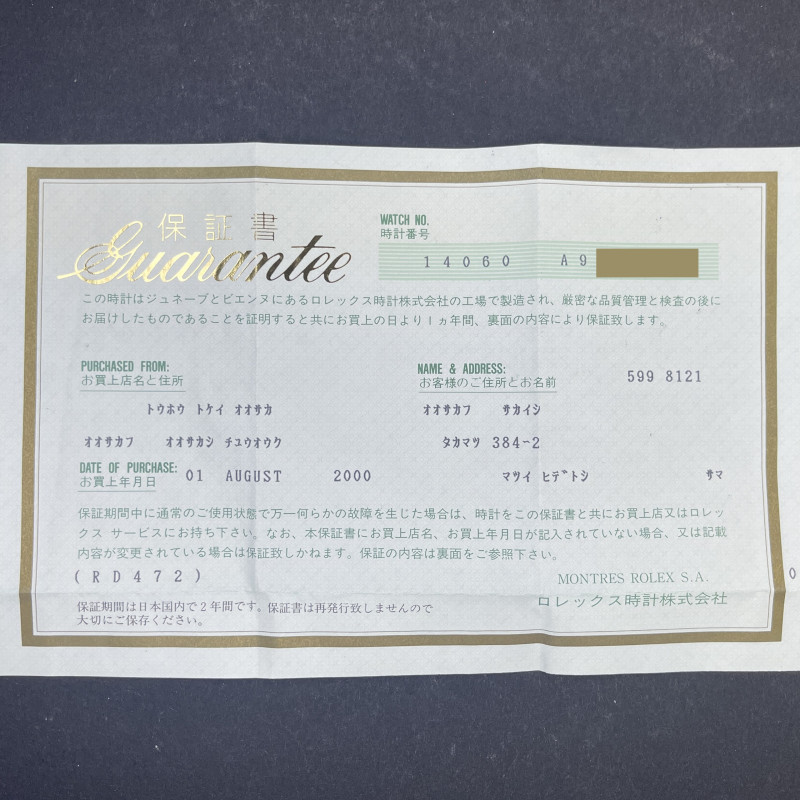 保証書
Guarantee
WATCH NO.
時計番号
14060 A9
この時計はジュネーブとビエンヌにあるロレックス時計株式会社の工場で製造され、厳密な品質管理と検査の後に
お届けしたものであることを証明すると共にお買上の日より1ヵ年間、裏面の内容により保証致します。
PURCHASED FROM:
お買上店名と住所
トウホウ トケイ オオサカ
オオサカフ オオサカシ チユウオウク
NAME & ADDRESS:
お客様のご住所とお名前
599 8121
オオサカフ サカイシ
タカマツ 384-2
マツイ ヒデトシ サマ
DATE OF PURCHASE:
お買上年月日
01 AUGUST 2000
保証期間中に通常のご使用状態で万一何らかの故障を生じた場合は、時計をこの保証書と共にお買上店又はロレッ
クス サービスにお持ち下さい。なお、本保証書にお買上店名、お買上年月日が記入されていない場合、又は記載
内容が変更されている場合は保証致しかねます。保証の内容は裏面をご参照下さい。
(RD472)
MONTRES ROLEX S.A.
ロレックス時計株式会社
保証期間は日本国内で2年間です。保証書は再発行致しませんので
大切にご保存ください。
0